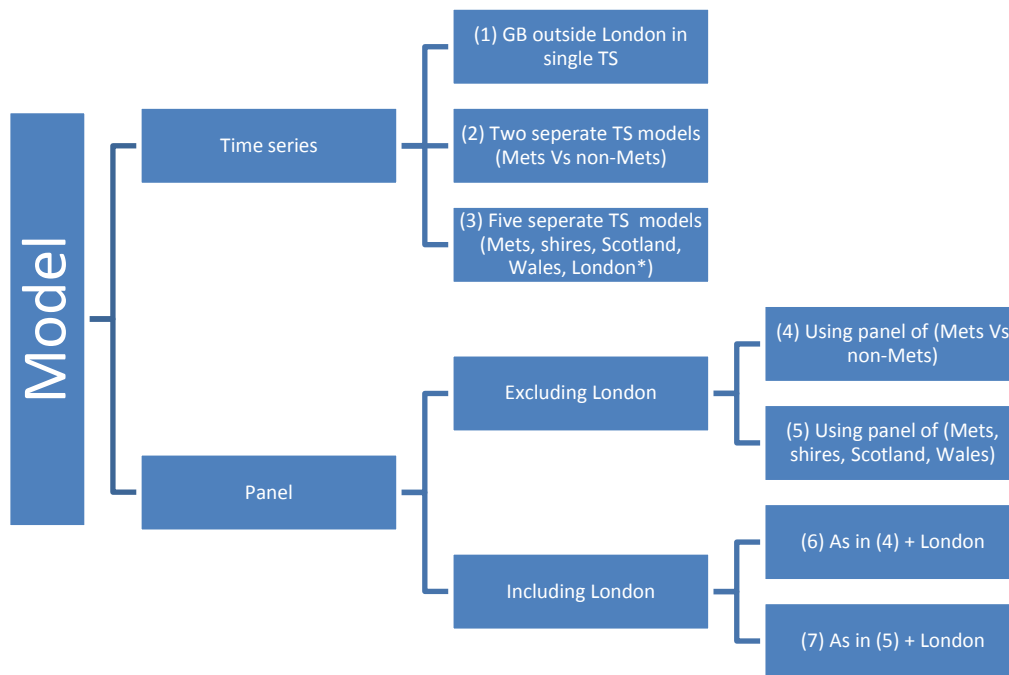 Model
Time series
(1) GB outside London in
single TS
(2) Two seperate TS models
(Mets Vs non-Mets)
(3) Five seperate TS models
(Mets, shires, Scotland,
Wales, London*)
Panel
Excluding London
(4) Using panel of (Mets Vs
non-Mets)
(5) Using panel of (Mets,
shires, Scotland, Wales)
Including London
(6) As in (4) + London
(7) As in (5) + London